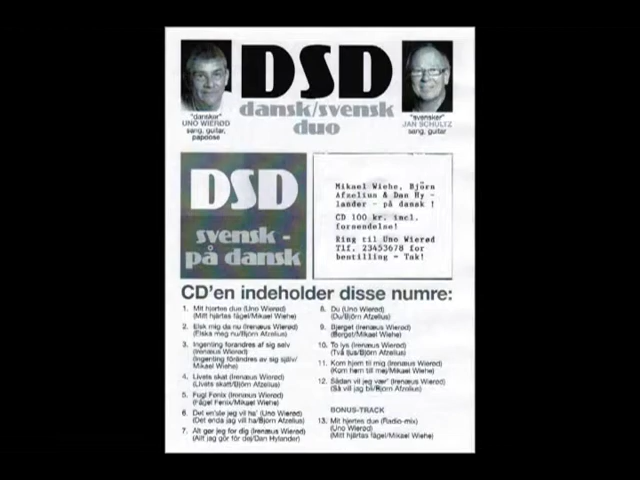 DSD
dansk/svensk
duo
"dansker"
UNO WIERØD
sang, guitar,
papdose
"svensker"
JAN SCHULTZ
sang, guitar
DSD
svensk -
på dansk
Mikael Wiehe, Björn
Afzelius & Dan Hy -
lander - på dansk !
CD 100 kr. incl.
forsendelse!
Ring til Uno Wierød
Tlf. 23453678 for
bestilling - Tak!
CD'en indeholder disse numre:
1. Mit hjertes due (Uno Wierød)
(Mitt hjärtas fågel/Mikael Wiehe)
2. Elsk mig da nu (Irenæus Wierød)
(Elska meg nu/Björn Afzelius)
3. Ingenting forandres af sig selv
(Irenæus Wierød)
(Ingenting förändres av sig själv/
Mikael Wiehe)
4. Livets skat (Irenæus Wierød)
(Livets skatt/Björn Afzelius)
5. Fugl Fønix (Irenæus Wierød)
(Fågel Fenix/Mikael Wiehe)
6. Det en'ste jeg vil ha' (Uno Wierød)
(Det enda jag vill ha/Björn Afzelius)
7. Alt gør jeg for dig (Irenæus Wierød)
(Allt jag gör för dej/Dan Hylander)
8. Du (Uno Wierød)
(Du/Björn Afzelius)
9. Bjerget (Irenæus Wierød)
(Berget/Mikael Wiehe)
10. To lys (Irenæus Wierød)
(Två ljus/Björn Afzelius)
11. Kom hjem til mig (Irenæus Wierød)
(Kom hem till mej/Mikael Wiehe)
12. Sådan vil jeg vær' (Irenæus Wierød)
(Så vill jag bli/Björn Afzelius)
BONUS-TRACK
13. Mit hjertes due (Radio-mix)
(Uno Wierød)
(Mitt hjärtas fågel/Mikael Wiehe)